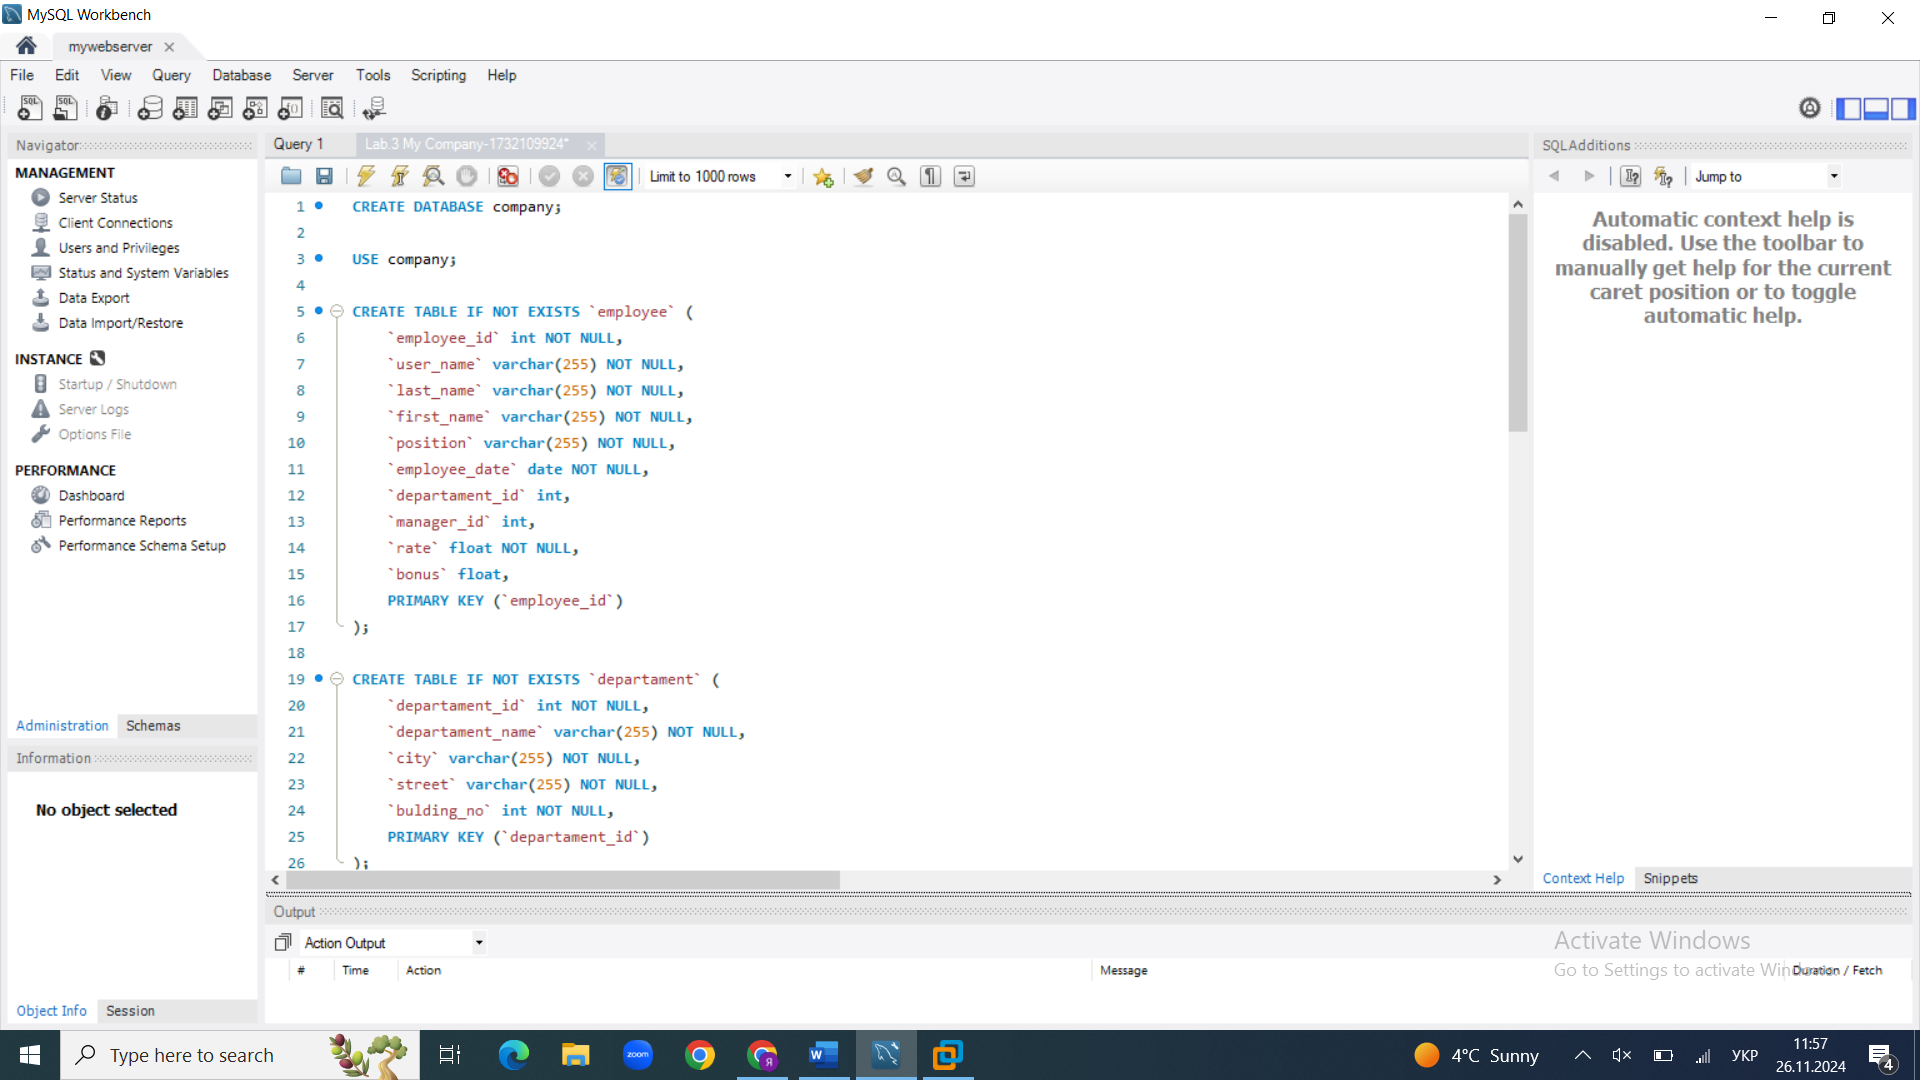 MySQL Workbench
mywebserver
File Edit View Query Database Server Tools Scripting Help
Navigator
MANAGEMENT
Server Status
Client Connections
Users and Privileges
Status and System Variables
Data Export
Data Import/Restore
INSTANCE
Startup / Shutdown
Server Logs
Options File
PERFORMANCE
Dashboard
Performance Reports
Performance Schema Setup
Administration Schemas
Information
No object selected
Object Info Session
Query 1 Lab.3 My Company-1732109924*
Limit to 1000 rows
1 CREATE DATABASE company;
2
3 USE company;
4
5 CREATE TABLE IF NOT EXISTS `employee` (
6 `employee_id` int NOT NULL,
7 `user_name` varchar(255) NOT NULL,
8 `last_name` varchar(255) NOT NULL,
9 `first_name` varchar(255) NOT NULL,
10 `position` varchar(255) NOT NULL,
11 `employee_date` date NOT NULL,
12 `departament_id` int,
13 `manager_id` int,
14 `rate` float NOT NULL,
15 `bonus` float,
16 PRIMARY KEY (`employee_id`)
17 );
18
19 CREATE TABLE IF NOT EXISTS `departament` (
20 `departament_id` int NOT NULL,
21 `departament_name` varchar(255) NOT NULL,
22 `city` varchar(255) NOT NULL,
23 `street` varchar(255) NOT NULL,
24 `bulding_no` int NOT NULL,
25 PRIMARY KEY (`departament_id`)
26 );
SQLAdditions
Jump to
Automatic context help is
disabled. Use the toolbar to
manually get help for the current
caret position or to toggle
automatic help.
Context Help Snippets
Output
Action Output
# Time Action Message Duration / Fetch
Activate Windows
Go to Settings to activate Windows.
Type here to search
zoom
4°C Sunny
УКР
11:57
26.11.2024
4